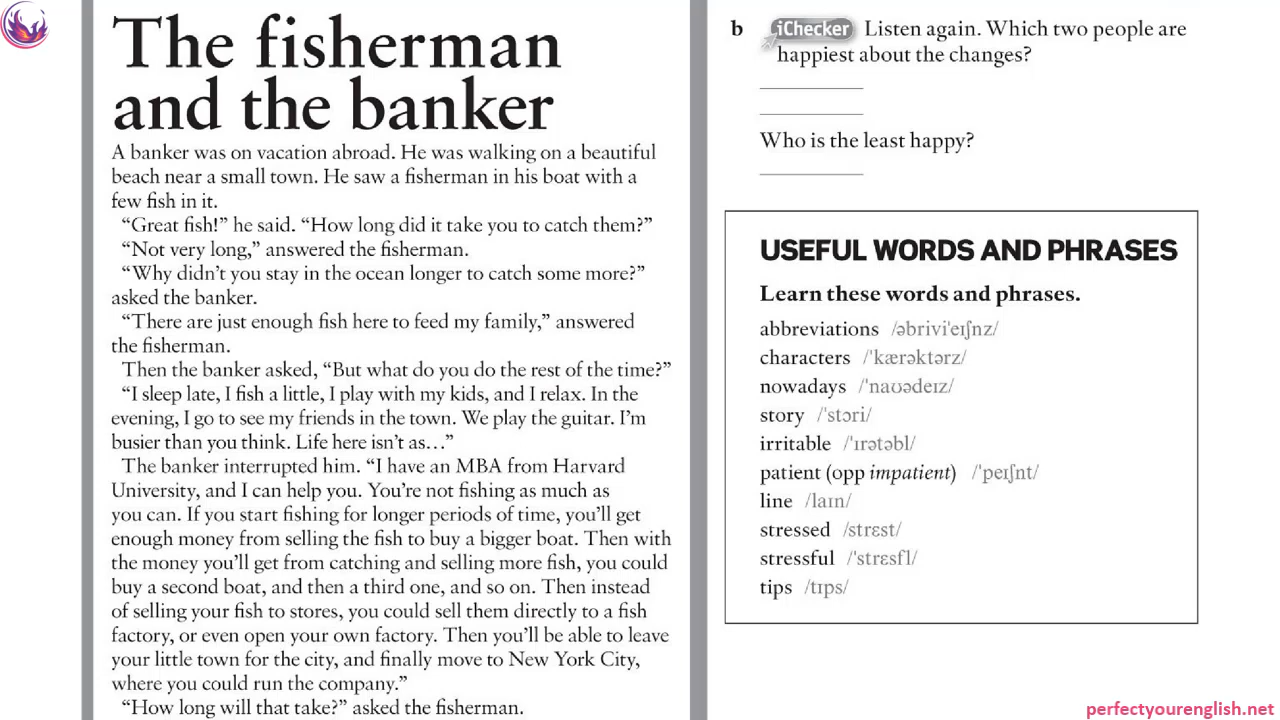 The fisherman
and the banker
A banker was on vacation abroad. He was walking on a beautiful
beach near a small town. He saw a fisherman in his boat with a
few fish in it.
“Great fish!” he said. “How long did it take you to catch them?”
“Not very long,” answered the fisherman.
“Why didn’t you stay in the ocean longer to catch some more?”
asked the banker.
“There are just enough fish here to feed my family,” answered
the fisherman.
Then the banker asked, “But what do you do the rest of the time?”
“I sleep late, I fish a little, I play with my kids, and I relax. In the
evening, I go to see my friends in the town. We play the guitar. I’m
busier than you think. Life here isn’t as…”
The banker interrupted him. “I have an MBA from Harvard
University, and I can help you. You’re not fishing as much as
you can. If you start fishing for longer periods of time, you’ll get
enough money from selling the fish to buy a bigger boat. Then with
the money you’ll get from catching and selling more fish, you could
buy a second boat, and then a third one, and so on. Then instead
of selling your fish to stores, you could sell them directly to a fish
factory, or even open your own factory. Then you’ll be able to leave
your little town for the city, and finally move to New York City,
where you could run the company.”
“How long will that take?” asked the fisherman.
b iChecker Listen again. Which two people are
happiest about the changes?
Who is the least happy?
USEFUL WORDS AND PHRASES
Learn these words and phrases.
abbreviations /əbriviˈeɪʃnz/
characters /ˈkærəktərz/
nowadays /ˈnaʊədeɪz/
story /ˈstɔri/
irritable /ˈɪrətəbl/
patient (opp impatient) /ˈpeɪʃnt/
line /laɪn/
stressed /strɛst/
stressful /ˈstrɛsfl/
tips /tɪps/
perfectyourenglish.net